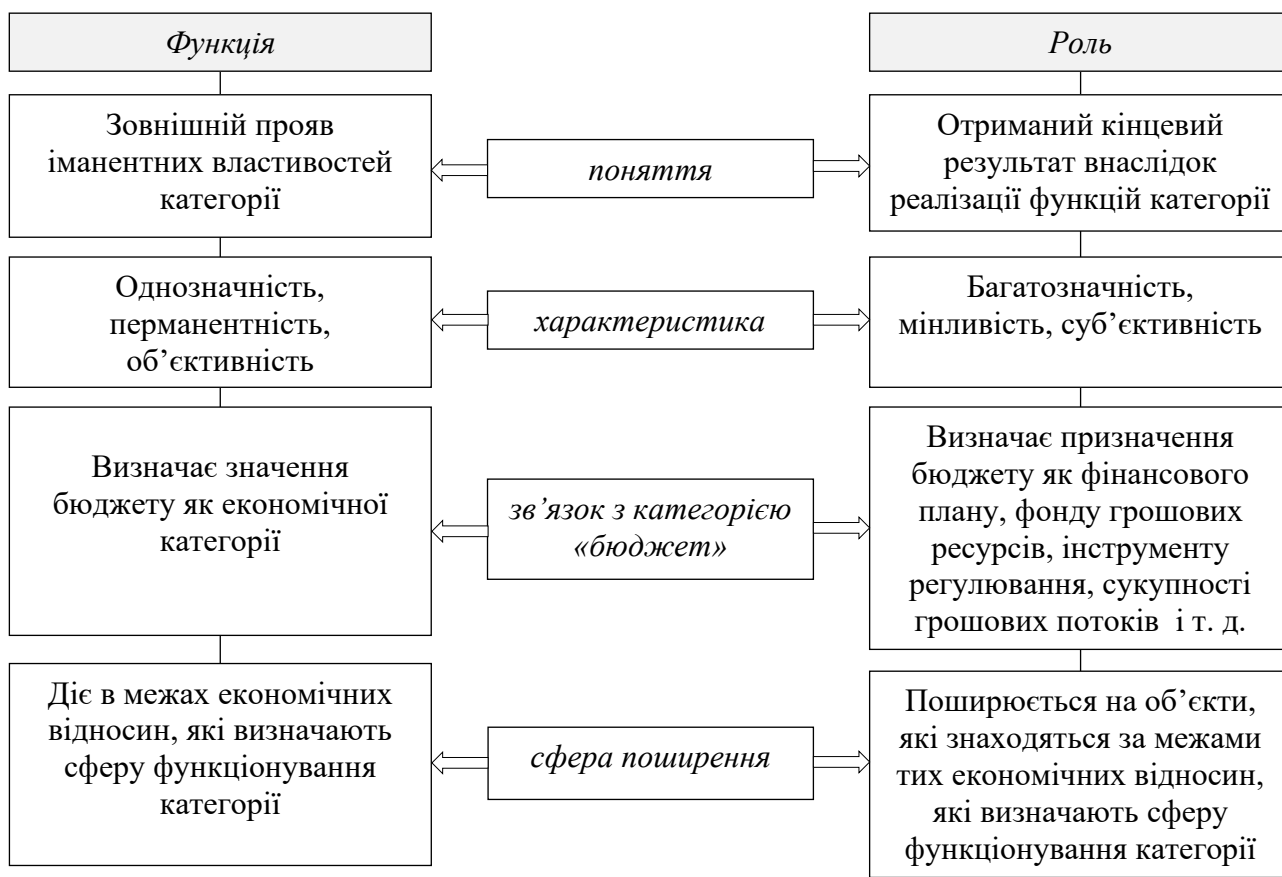 Функція
Роль
Зовнішній прояв
іманентних властивостей
категорії
поняття
Отриманий кінцевий
результат внаслідок
реалізації функцій категорії
Однозначність,
перманентність,
об’єктивність
характеристика
Багатозначність,
мінливість, суб’єктивність
Визначає значення
бюджету як економічної
категорії
зв’язок з категорією
«бюджет»
Визначає призначення
бюджету як фінансового
плану, фонду грошових
ресурсів, інструменту
регулювання, сукупності
грошових потоків і т. д.
Діє в межах економічних
відносин, які визначають
сферу функціонування
категорії
сфера поширення
Поширюється на об’єкти,
які знаходяться за межами
тих економічних відносин,
які визначають сферу
функціонування категорії